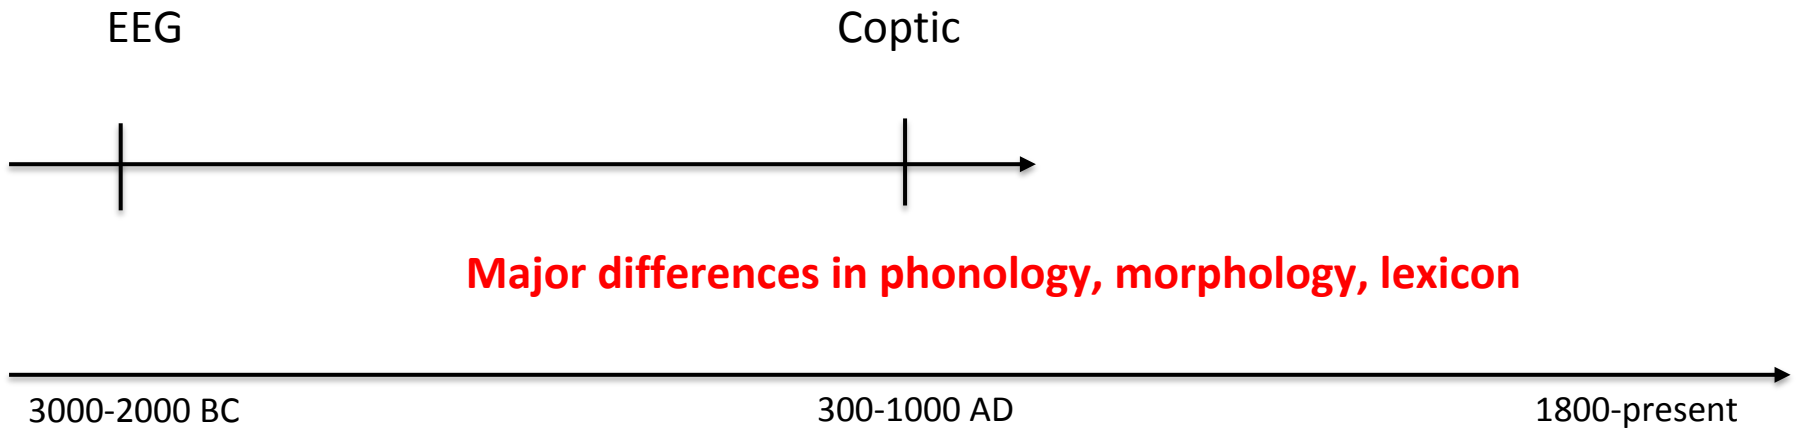 EEG Coptic
Major differences in phonology, morphology, lexicon
3000-2000 BC 300-1000 AD 1800-present